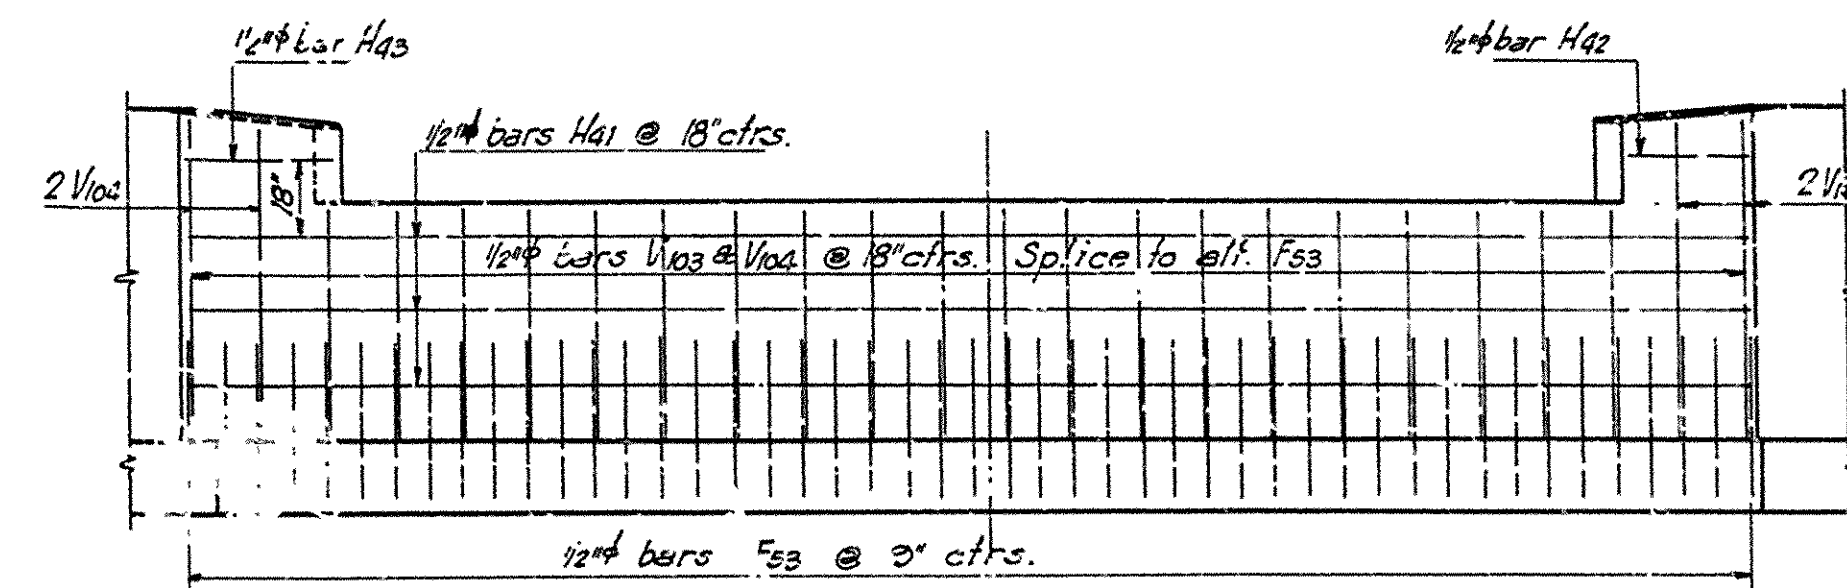 1/2"ϕ bar H43
1/2"ϕ bar H42
1/2"ϕ bars H41 @ 18"ctrs.
2 V104
18"
1/2"ϕ bars V103 & V104 @ 18"ctrs. Splice to alt. F53
1/2"ϕ bars F53 @ 9" ctrs.